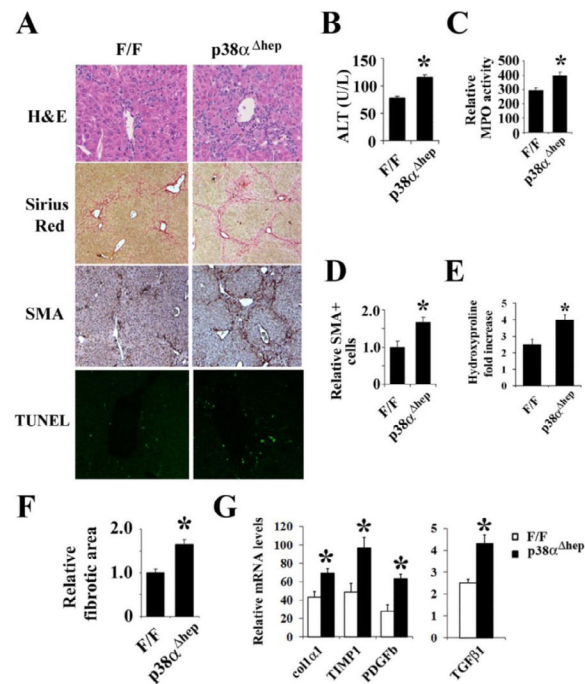 A
F/F
p38α Δhep
H&E
Sirius
Red
SMA
TUNEL
B
ALT (U/L)
150
100
50
0
*
F/F
p38α Δhep
C
Relative
MPO activity
500
400
300
200
100
0
*
F/F
p38α Δhep
D
Relative SMA+
cells
2.0
1.0
0
*
F/F
p38α Δhep
E
Hydroxyproline
fold increase
6
4
2
0
*
F/F
p38α Δhep
F
Relative
fibrotic area
2.0
1.0
0
*
F/F
p38α Δhep
G
Relative mRNA levels
120
100
80
60
40
20
0
*
*
*
col1α1
TIMP1
PDGFb
5
4
3
2
1
0
*
TGFβ1
F/F
p38α Δhep